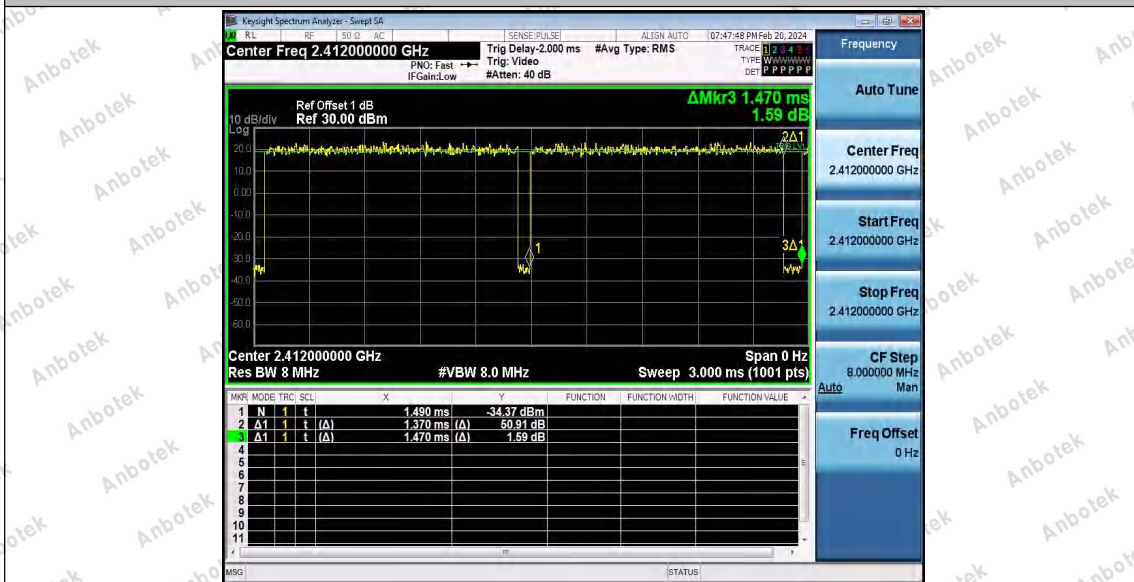 Keysight Spectrum Analyzer - Swept SA
RL RF 50 Ω AC SENSE:PULSE ALIGN AUTO 07:47:48 PM Feb 20, 2024
Center Freq 2.412000000 GHz
PNO: Fast
IFGain:Low
Trig Delay-2.000 ms
Trig: Video
#Atten: 40 dB
#Avg Type: RMS
TRACE 1 2 3 4 5 6
TYPE WWWWWW
DET P P P P P P
ΔMkr3 1.470 ms
1.59 dB
Ref Offset 1 dB
10 dB/div Ref 30.00 dBm
Log
20.0
10.0
0.00
-10.0
-20.0
-30.0
-40.0
-50.0
-60.0
2Δ1
TRIG LVL
1
3Δ1
Center 2.412000000 GHz Span 0 Hz
Res BW 8 MHz #VBW 8.0 MHz Sweep 3.000 ms (1001 pts)
MKR MODE TRC SCL X Y FUNCTION FUNCTION WIDTH FUNCTION VALUE
1 N 1 t 1.490 ms -34.37 dBm
2 Δ1 1 t (Δ) 1.370 ms (Δ) 50.91 dB
3 Δ1 1 t (Δ) 1.470 ms (Δ) 1.59 dB
4
5
6
7
8
9
10
11
MSG STATUS
Frequency
Auto Tune
Center Freq
2.412000000 GHz
Start Freq
2.412000000 GHz
Stop Freq
2.412000000 GHz
CF Step
8.000000 MHz
Auto Man
Freq Offset
0 Hz
Anbotek